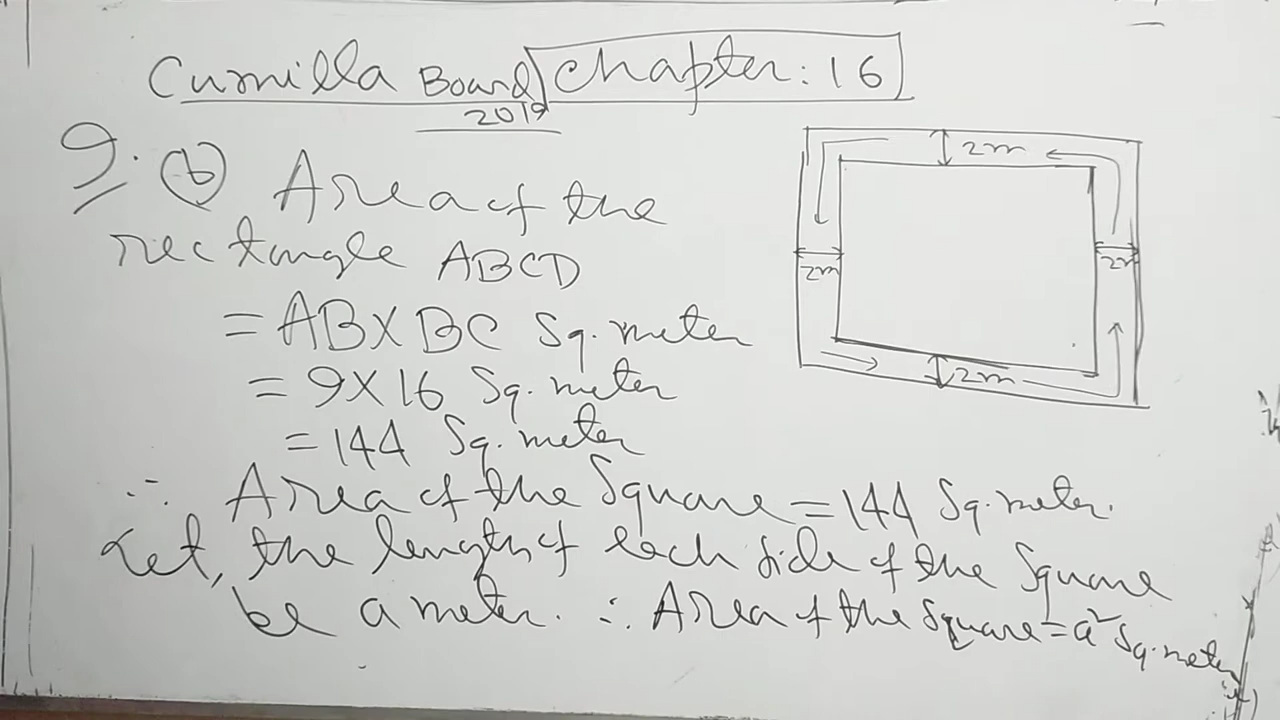 Cumilla Board Chapter: 16
2019
9. (b) Area of the
rectangle ABCD
= AB X BC Sq. meter
= 9 X 16 Sq. meter
= 144 Sq. meter
∴ Area of the Square = 144 Sq. meter.
Let, the length of each side of the Square
be a meter. ∴ Area of the Square = a² Sq. meter
2m
2m
2m
2m